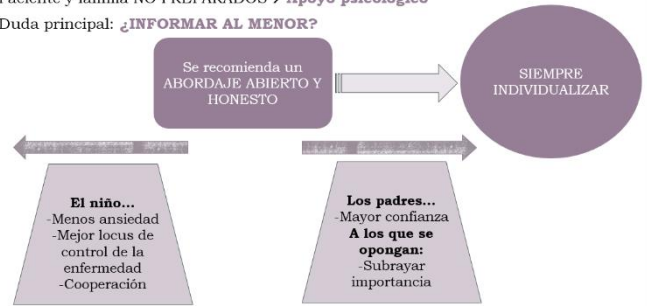 Paciente y familia NO PREPARADOS → Apoyo psicológico
Duda principal: ¿INFORMAR AL MENOR?
Se recomienda un
ABORDAJE ABIERTO Y
HONESTO
SIEMPRE
INDIVIDUALIZAR
El niño...
-Menos ansiedad
-Mejor locus de
control de la
enfermedad
-Cooperación
Los padres...
-Mayor confianza
A los que se
opongan:
-Subrayar
importancia